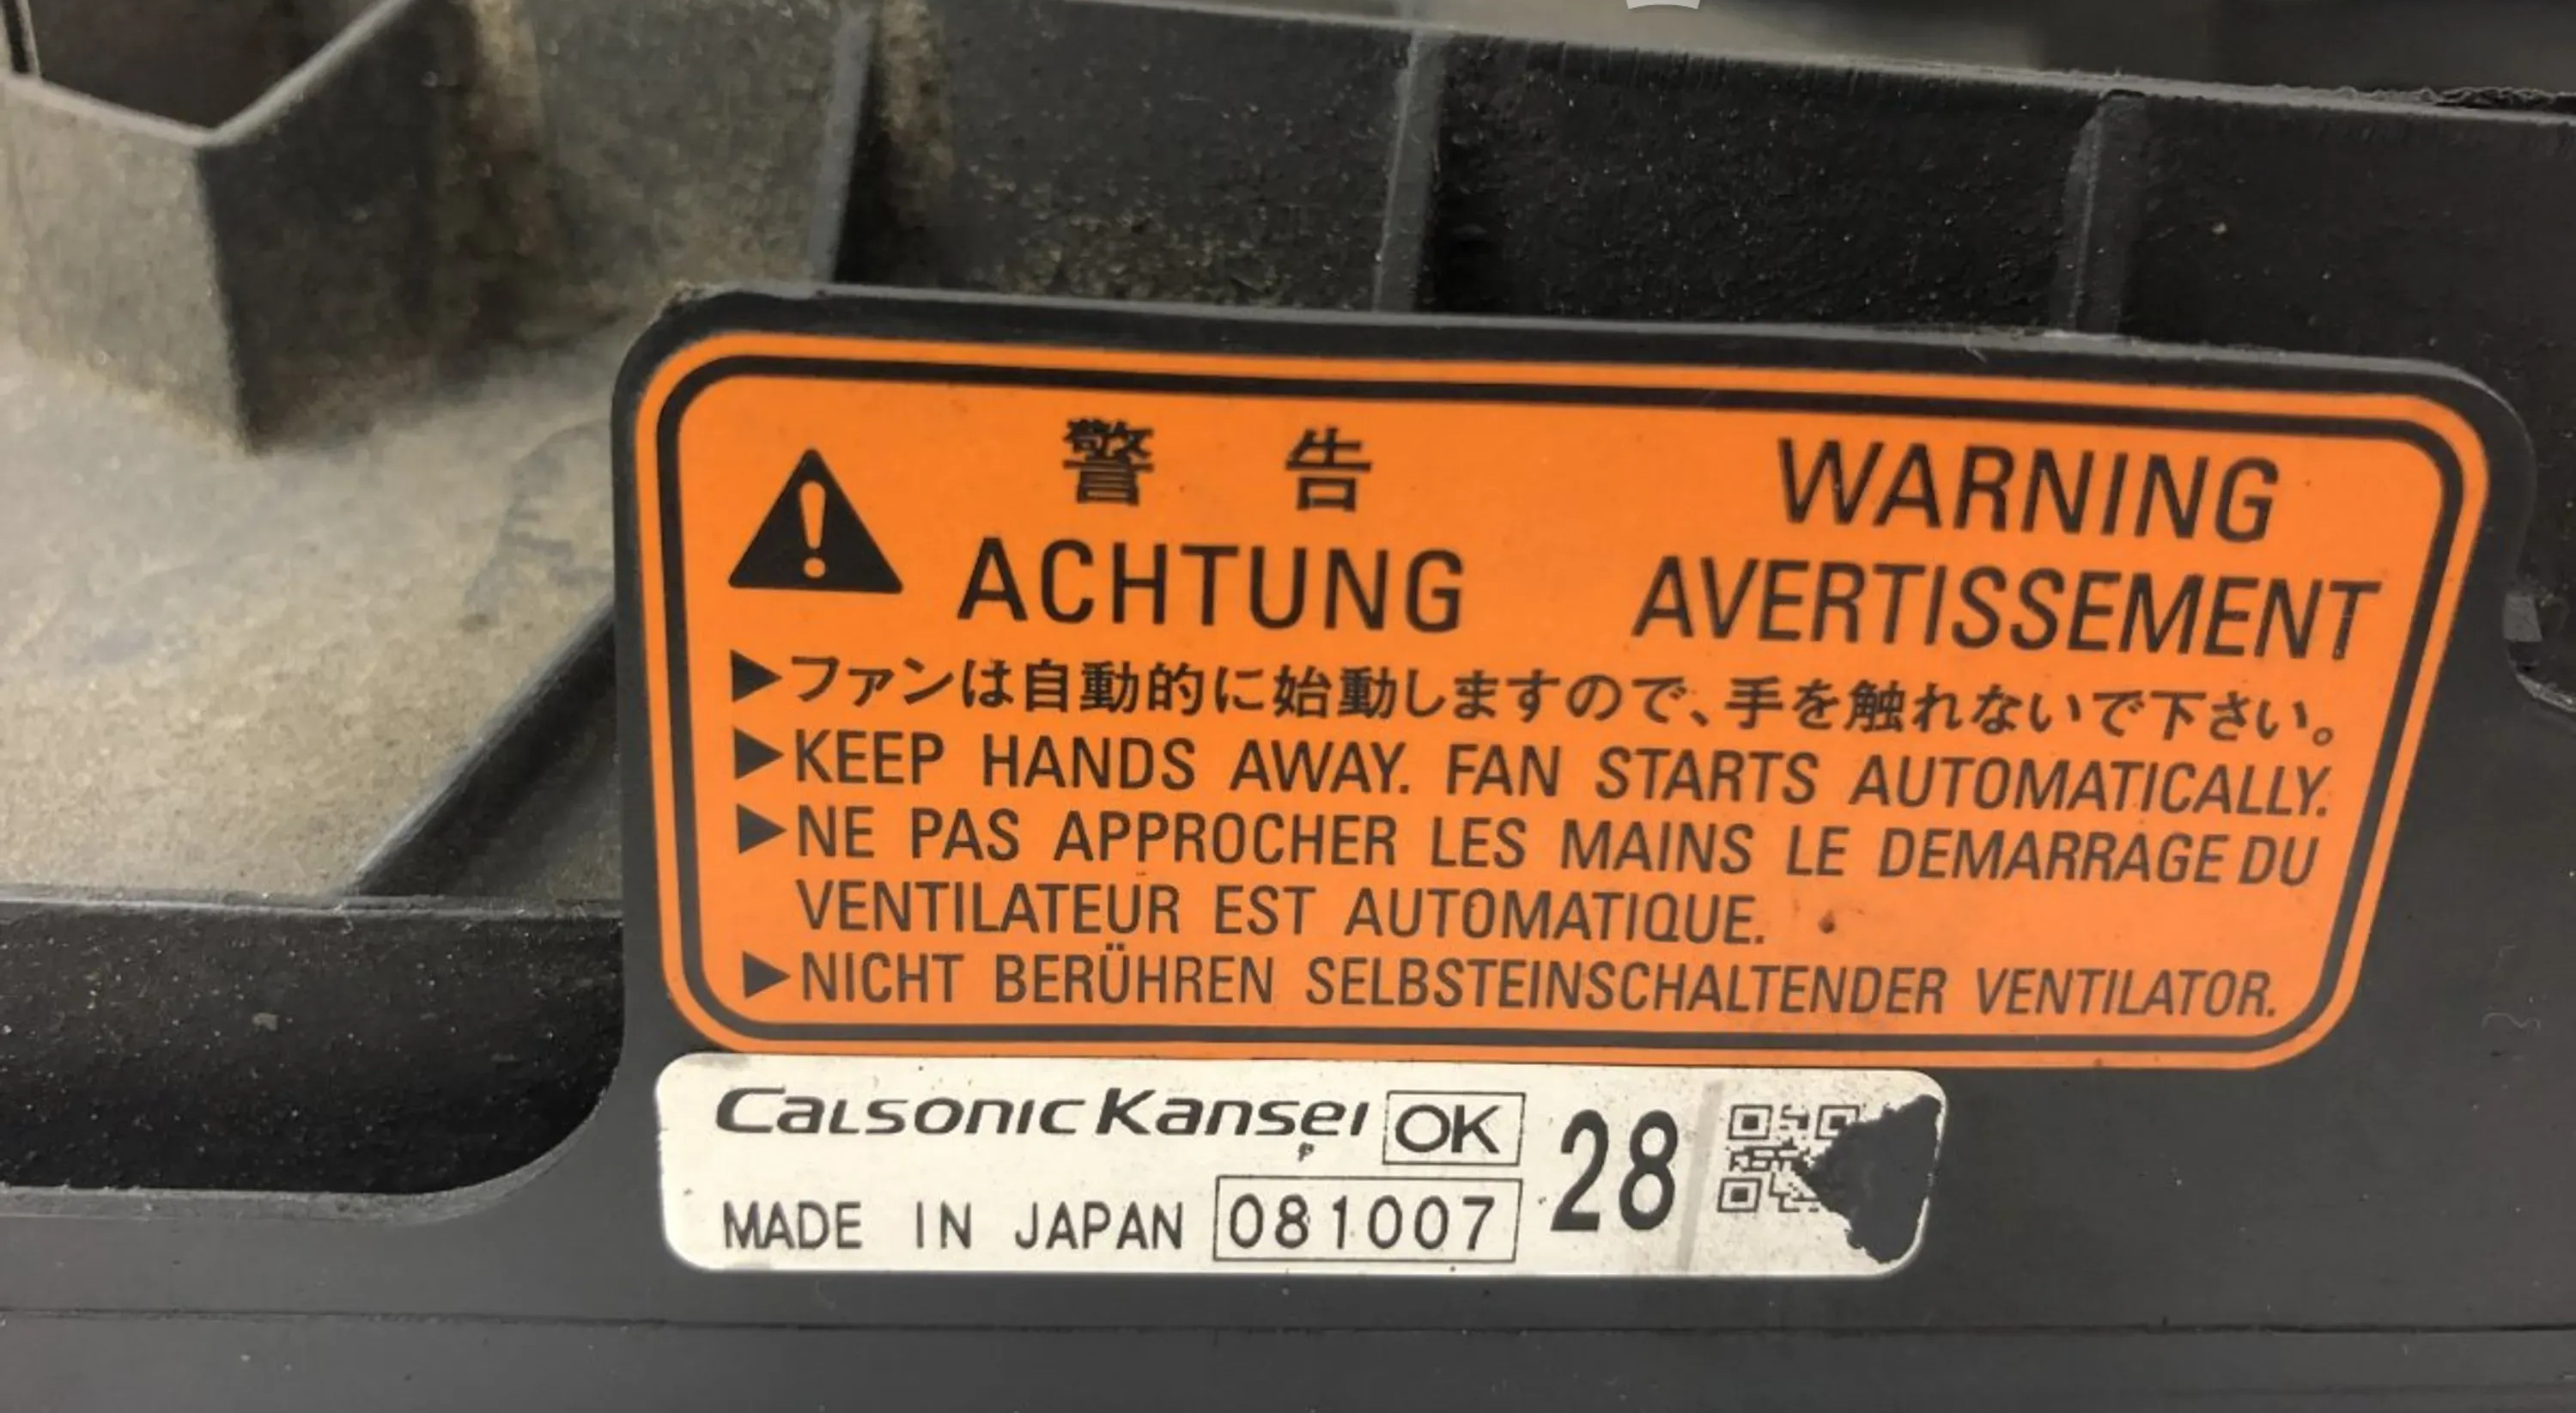 警告 WARNING
ACHTUNG AVERTISSEMENT
▶ファンは自動的に始動しますので、手を触れないで下さい。
▶KEEP HANDS AWAY. FAN STARTS AUTOMATICALLY.
▶NE PAS APPROCHER LES MAINS LE DEMARRAGE DU
VENTILATEUR EST AUTOMATIQUE.
▶NICHT BERÜHREN SELBSTEINSCHALTENDER VENTILATOR.
CalsonicKansei OK 28
MADE IN JAPAN 081007